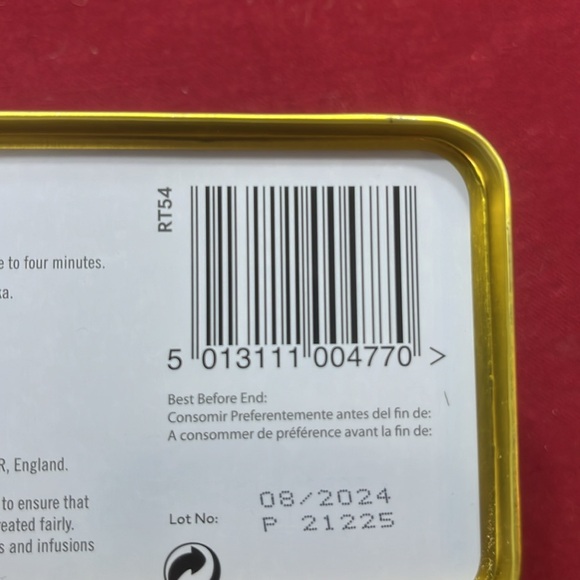 RT54
e to four minutes.
ka.
5 013111 004770 >
Best Before End:
Consomir Preferentemente antes del fin de:
A consommer de préférence avant la fin de:
R, England.
to ensure that
reated fairly.
s and infusions
08/2024
Lot No: P 21225